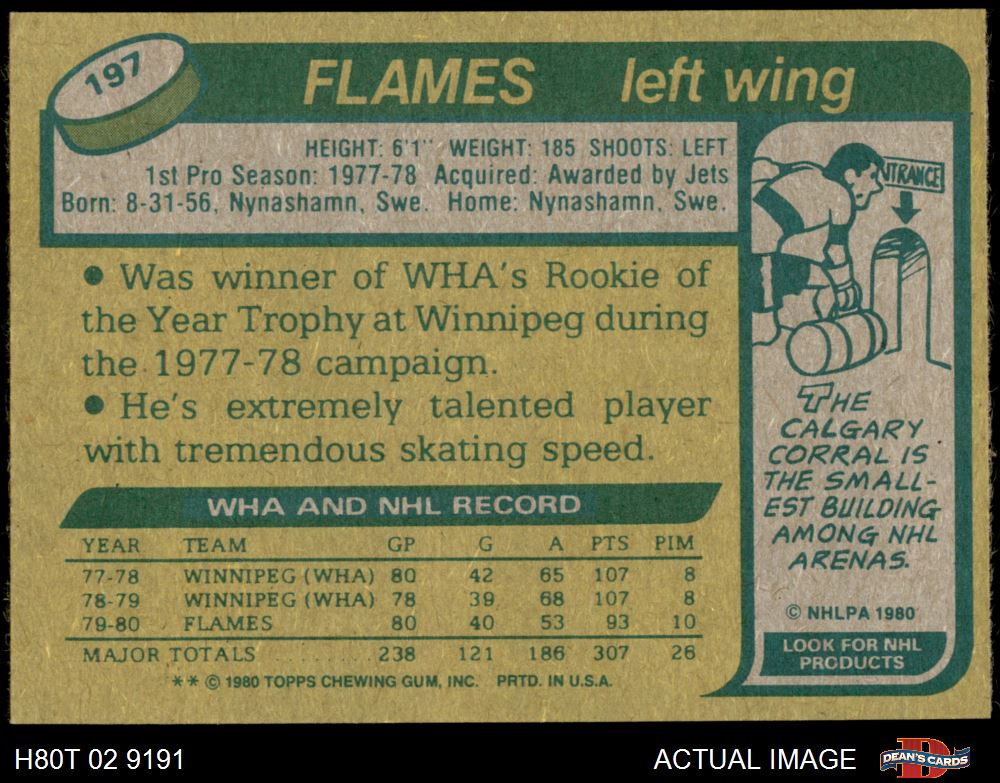 197
FLAMES left wing
HEIGHT: 6'1" WEIGHT: 185 SHOOTS: LEFT
1st Pro Season: 1977-78 Acquired: Awarded by Jets
Born: 8-31-56, Nynashamn, Swe. Home: Nynashamn, Swe.
● Was winner of WHA's Rookie of
the Year Trophy at Winnipeg during
the 1977-78 campaign.
● He's extremely talented player
with tremendous skating speed.
WHA AND NHL RECORD
YEAR TEAM GP G A PTS PIM
77-78 WINNIPEG (WHA) 80 42 65 107 8
78-79 WINNIPEG (WHA) 78 39 68 107 8
79-80 FLAMES 80 40 53 93 10
MAJOR TOTALS 238 121 186 307 26
** © 1980 TOPPS CHEWING GUM, INC. PRTD. IN U.S.A.
NTRANCE
THE
CALGARY
CORRAL IS
THE SMALL-
EST BUILDING
AMONG NHL
ARENAS.
© NHLPA 1980
LOOK FOR NHL
PRODUCTS
H80T 02 9191
ACTUAL IMAGE
DEAN'S CARDS